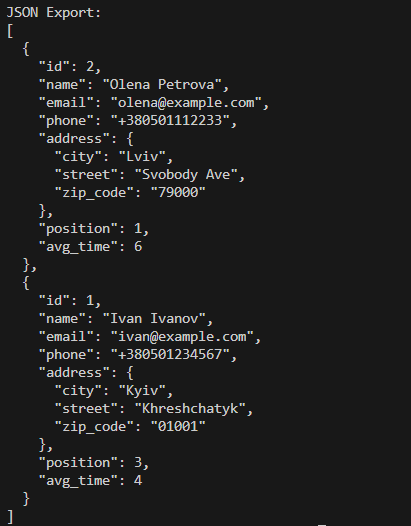 JSON Export:
[
  {
    "id": 2,
    "name": "Olena Petrova",
    "email": "olena@example.com",
    "phone": "+380501112233",
    "address": {
      "city": "Lviv",
      "street": "Svobody Ave",
      "zip_code": "79000"
    },
    "position": 1,
    "avg_time": 6
  },
  {
    "id": 1,
    "name": "Ivan Ivanov",
    "email": "ivan@example.com",
    "phone": "+380501234567",
    "address": {
      "city": "Kyiv",
      "street": "Khreshchatyk",
      "zip_code": "01001"
    },
    "position": 3,
    "avg_time": 4
  }
]